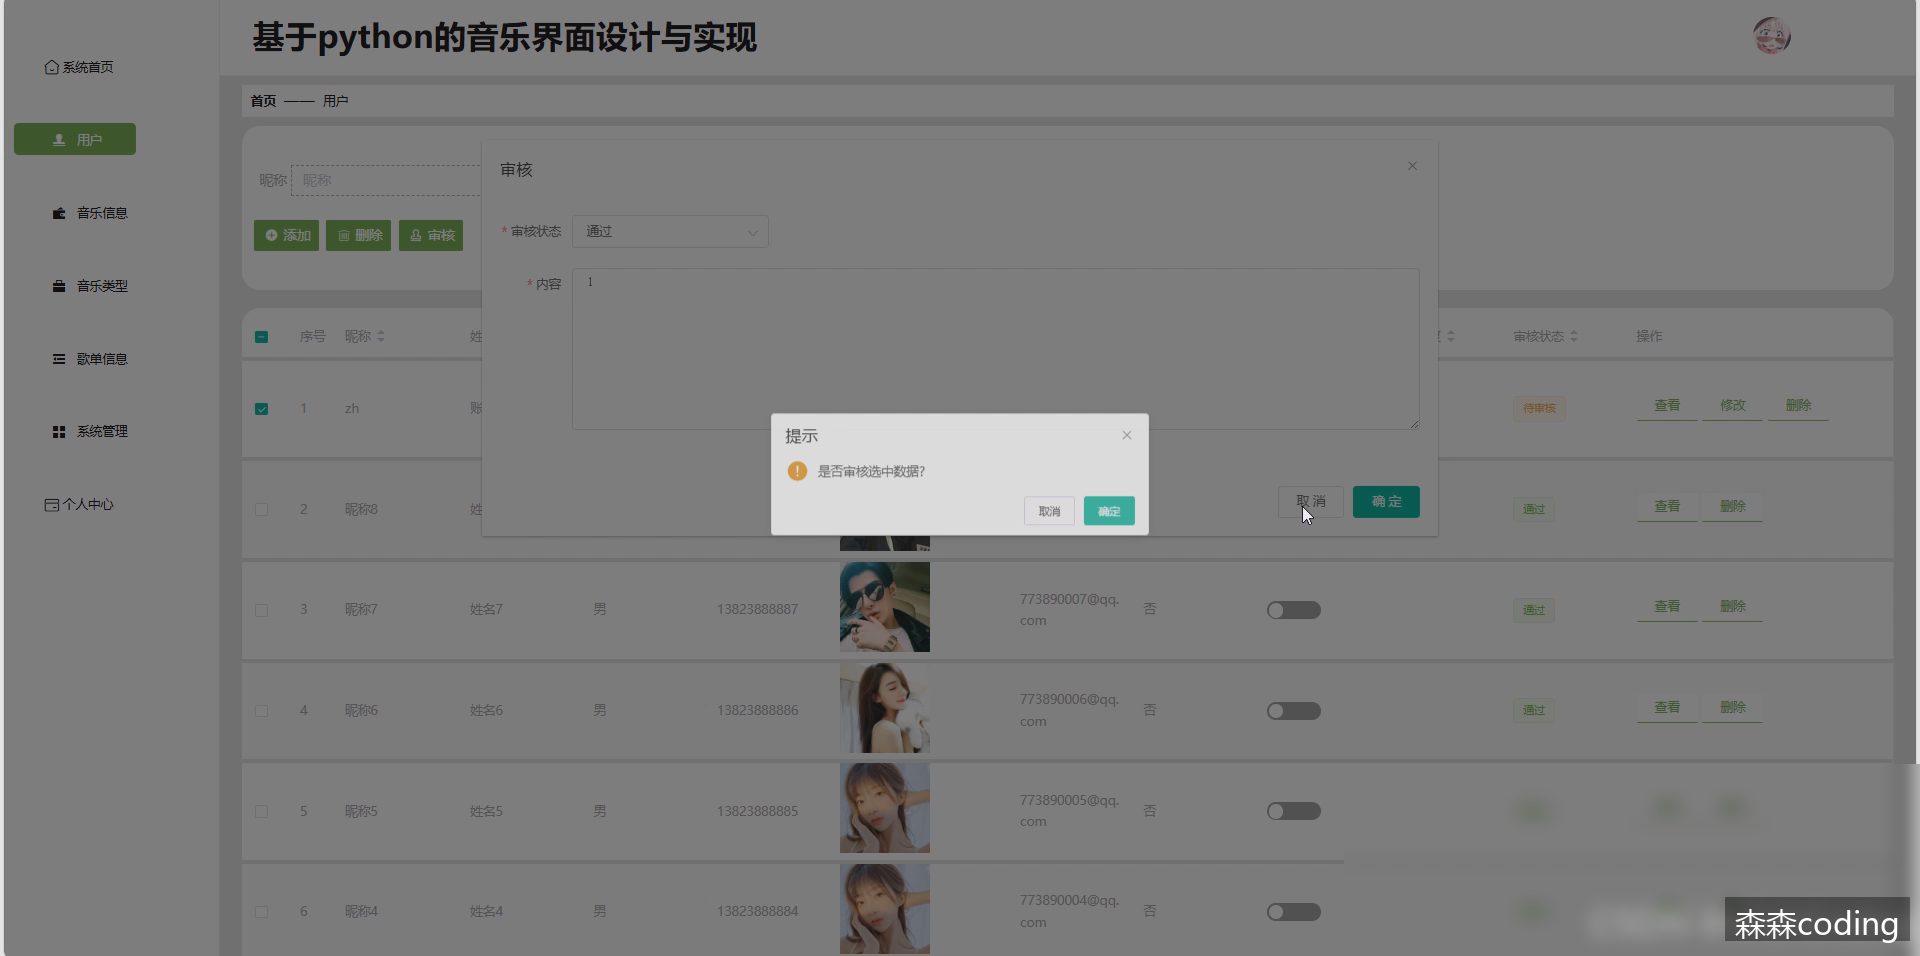 基于python的音乐界面设计与实现
系统首页
用户
音乐信息
音乐类型
歌单信息
系统管理
个人中心
首页 —— 用户
昵称 昵称
添加 删除 审核
审核
* 审核状态 通过
* 内容 1
取消 确定
提示
是否审核选中数据?
取消 确定
序号 昵称 姓 审核状态 操作
1 zh 账 待审核 查看 修改 删除
2 昵称8 姓 通过 查看 删除
3 昵称7 姓名7 男 13823888887 773890007@qq.
com 否 通过 查看 删除
4 昵称6 姓名6 男 13823888886 773890006@qq.
com 否 通过 查看 删除
5 昵称5 姓名5 男 13823888885 773890005@qq.
com 否
6 昵称4 姓名4 男 13823888884 773890004@qq.
com 否
森森coding